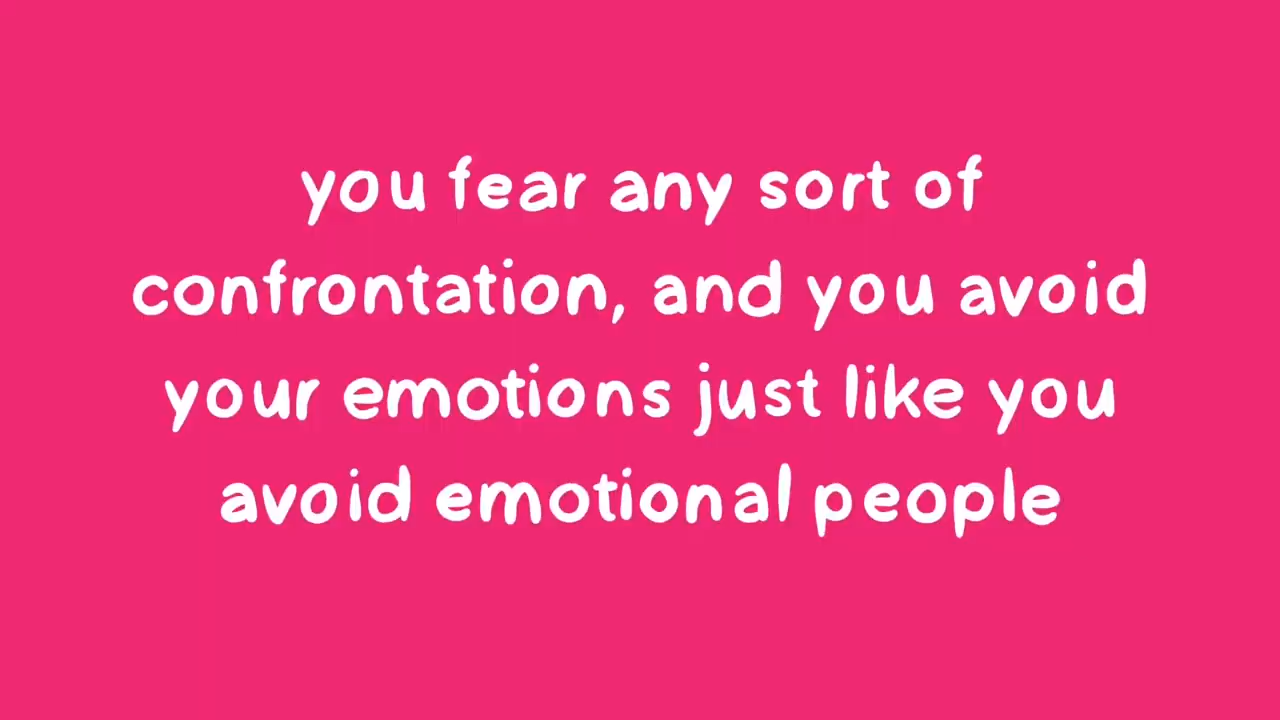 you fear any sort of
confrontation, and you avoid
your emotions just like you
avoid emotional people